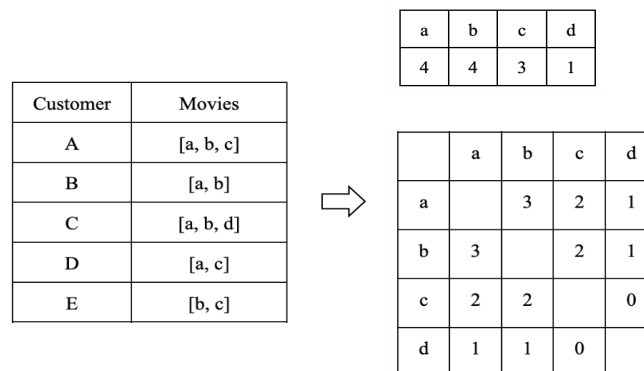 a b c d
4 4 3 1
Customer Movies
A [a, b, c]
B [a, b]
C [a, b, d]
D [a, c]
E [b, c]
a b c d
a 3 2 1
b 3 2 1
c 2 2 0
d 1 1 0